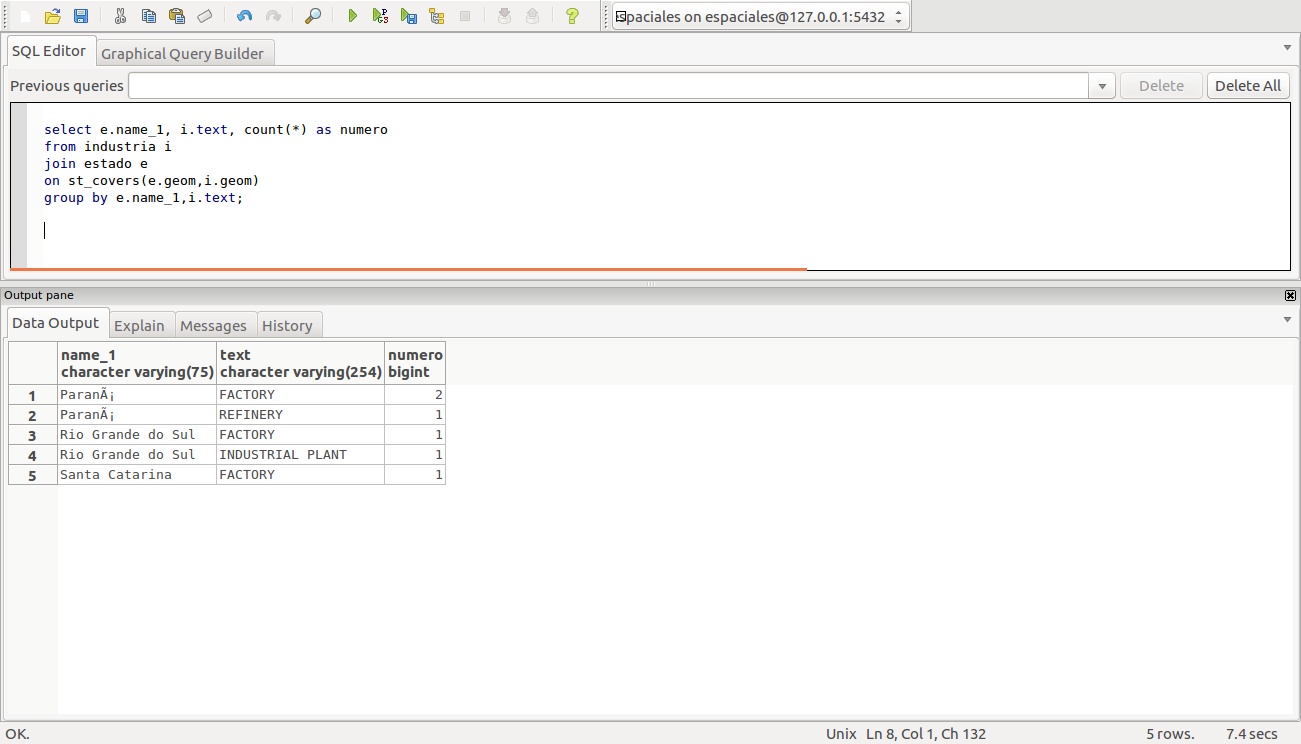 espaciales on espaciales@127.0.0.1:5432
SQL Editor
Graphical Query Builder
Previous queries
Delete
Delete All
select e.name_1, i.text, count(*) as numero
from industria i
join estado e
on st_covers(e.geom,i.geom)
group by e.name_1,i.text;
Output pane
Data Output
Explain
Messages
History
name_1 text numero
character varying(75) character varying(254) bigint
1 ParanÃ¡ FACTORY 2
2 ParanÃ¡ REFINERY 1
3 Rio Grande do Sul FACTORY 1
4 Rio Grande do Sul INDUSTRIAL PLANT 1
5 Santa Catarina FACTORY 1
OK. Unix Ln 8, Col 1, Ch 132 5 rows. 7.4 secs